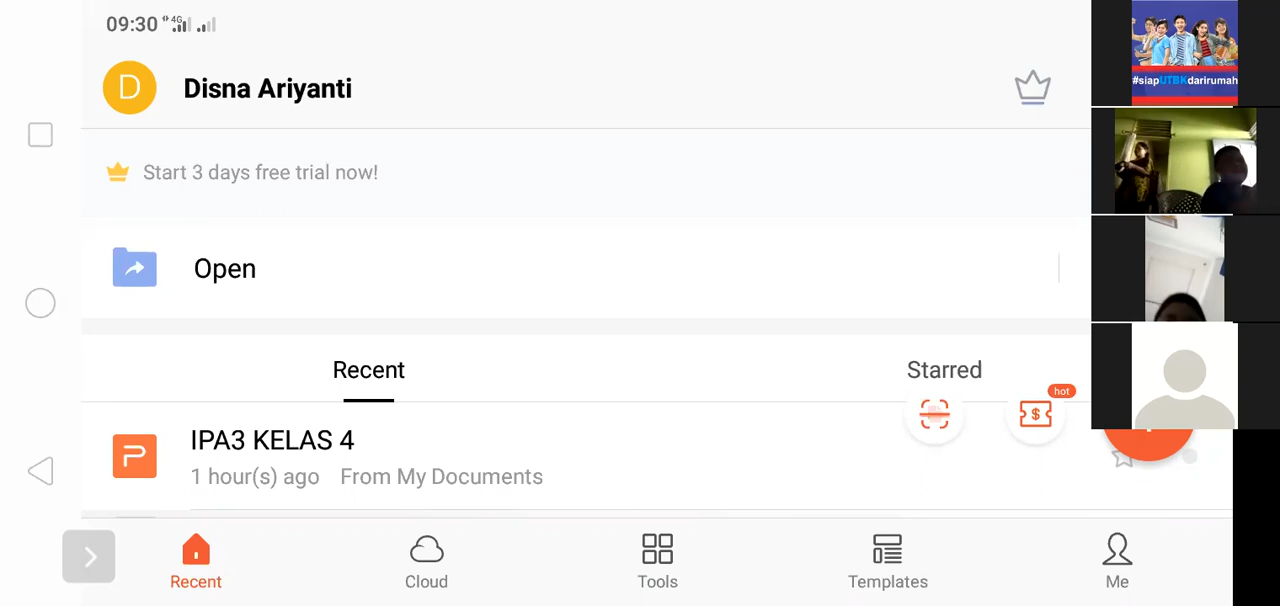 09:30 4G
D Disna Ariyanti
Start 3 days free trial now!
Open
Recent Starred
hot
IPA3 KELAS 4
1 hour(s) ago From My Documents
Recent Cloud Tools Templates Me
#siapUTBKdarirumah